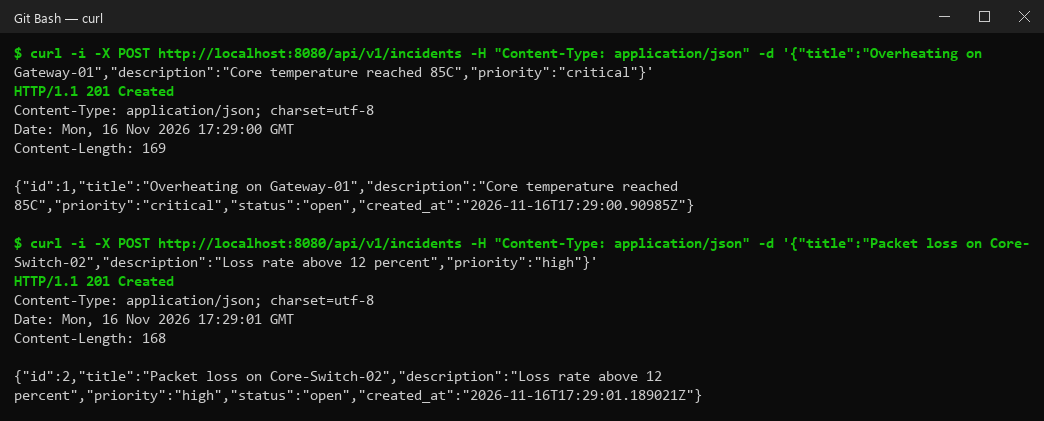 Git Bash — curl
$ curl -i -X POST http://localhost:8080/api/v1/incidents -H "Content-Type: application/json" -d '{"title":"Overheating on
Gateway-01","description":"Core temperature reached 85C","priority":"critical"}'
HTTP/1.1 201 Created
Content-Type: application/json; charset=utf-8
Date: Mon, 16 Nov 2026 17:29:00 GMT
Content-Length: 169
{"id":1,"title":"Overheating on Gateway-01","description":"Core temperature reached
85C","priority":"critical","status":"open","created_at":"2026-11-16T17:29:00.90985Z"}
$ curl -i -X POST http://localhost:8080/api/v1/incidents -H "Content-Type: application/json" -d '{"title":"Packet loss on Core-
Switch-02","description":"Loss rate above 12 percent","priority":"high"}'
HTTP/1.1 201 Created
Content-Type: application/json; charset=utf-8
Date: Mon, 16 Nov 2026 17:29:01 GMT
Content-Length: 168
{"id":2,"title":"Packet loss on Core-Switch-02","description":"Loss rate above 12
percent","priority":"high","status":"open","created_at":"2026-11-16T17:29:01.189021Z"}